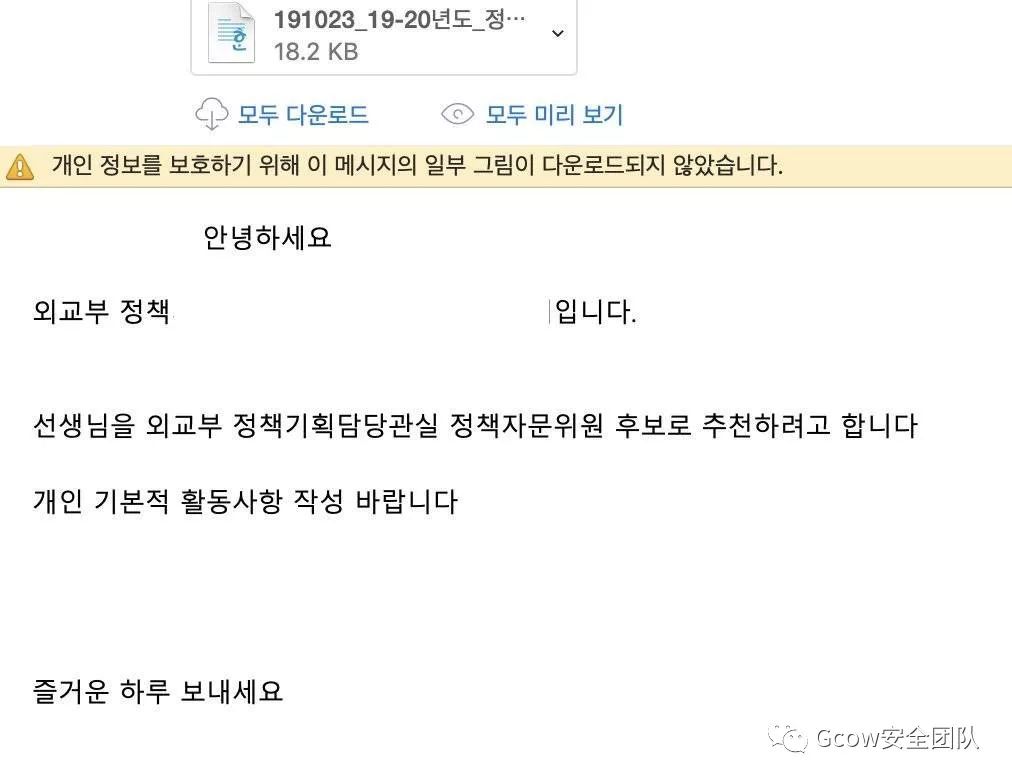 191023_19-20년도_정…
18.2 KB
모두 다운로드 모두 미리 보기
개인 정보를 보호하기 위해 이 메시지의 일부 그림이 다운로드되지 않았습니다.
안녕하세요
외교부 정책 입니다.
선생님을 외교부 정책기획담당관실 정책자문위원 후보로 추천하려고 합니다
개인 기본적 활동사항 작성 바랍니다
즐거운 하루 보내세요
Gcow安全团队